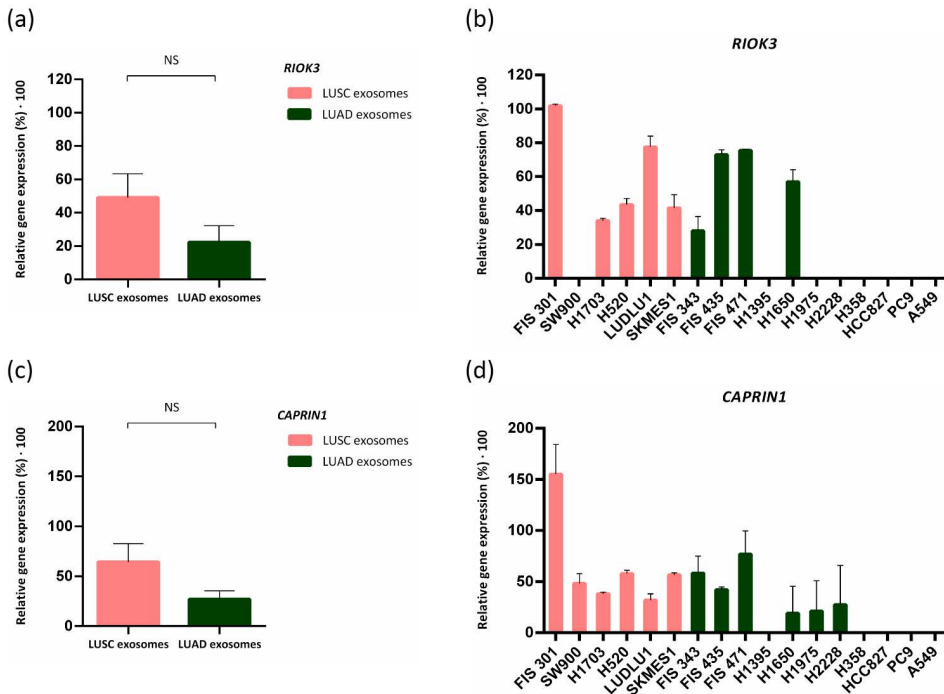 (a)
NS
RIOK3
LUSC exosomes
LUAD exosomes
Relative gene expression (%) · 100
120
100
80
60
40
20
0
LUSC exosomes LUAD exosomes
(b)
RIOK3
Relative gene expression (%) · 100
120
100
80
60
40
20
0
FIS 301
SW900
H1703
H520
LUDLU1
SKMES1
FIS 343
FIS 435
FIS 471
H1395
H1650
H1975
H2228
H358
HCC827
PC9
A549
(c)
NS
CAPRIN1
LUSC exosomes
LUAD exosomes
Relative gene expression (%) · 100
200
150
100
50
0
LUSC exosomes LUAD exosomes
(d)
CAPRIN1
Relative gene expression (%) · 100
200
150
100
50
0
FIS 301
SW900
H1703
H520
LUDLU1
SKMES1
FIS 343
FIS 435
FIS 471
H1395
H1650
H1975
H2228
H358
HCC827
PC9
A549